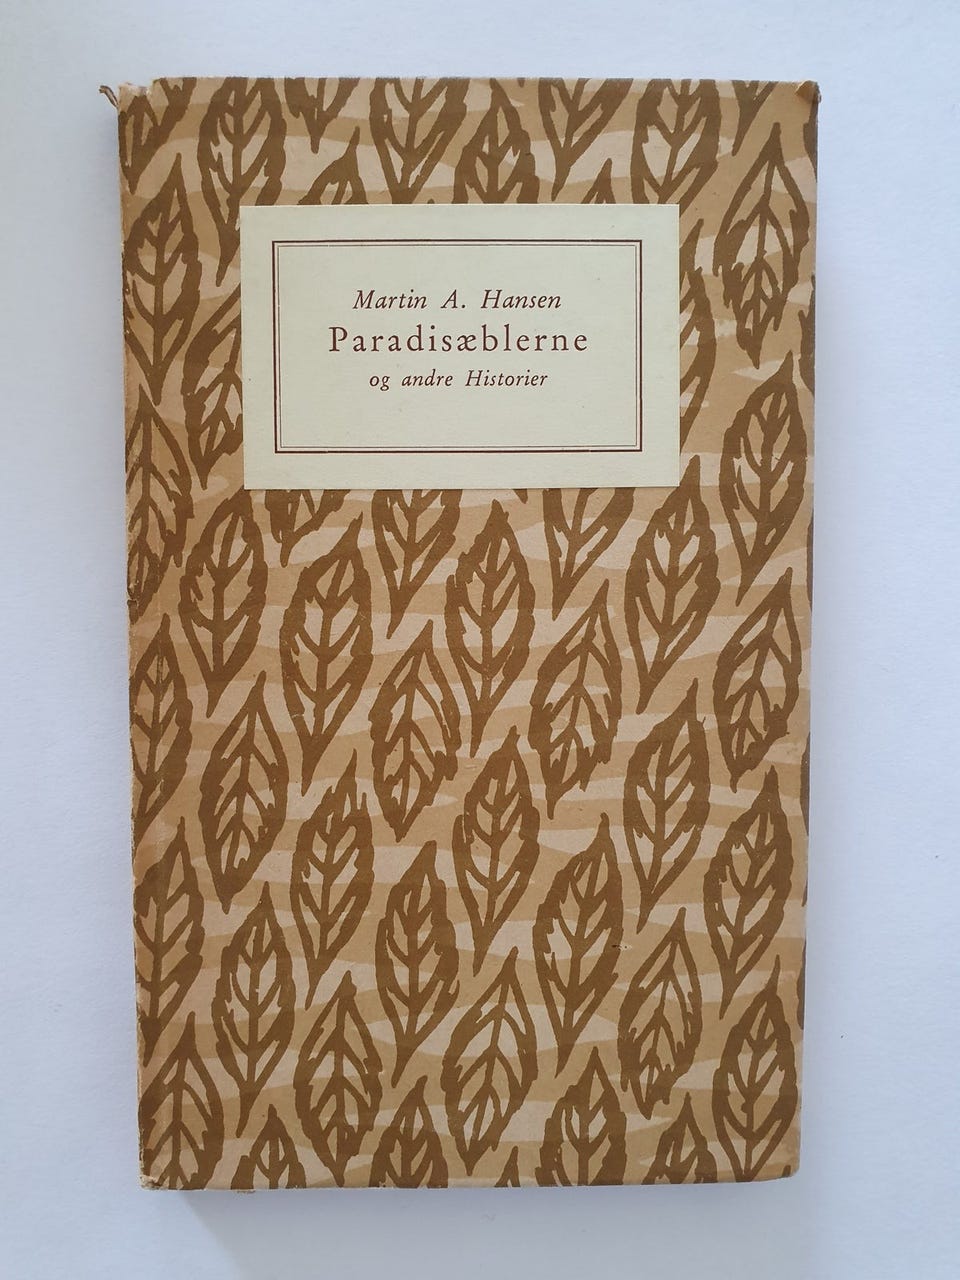 Martin A. Hansen
Paradisæblerne
og andre Historier